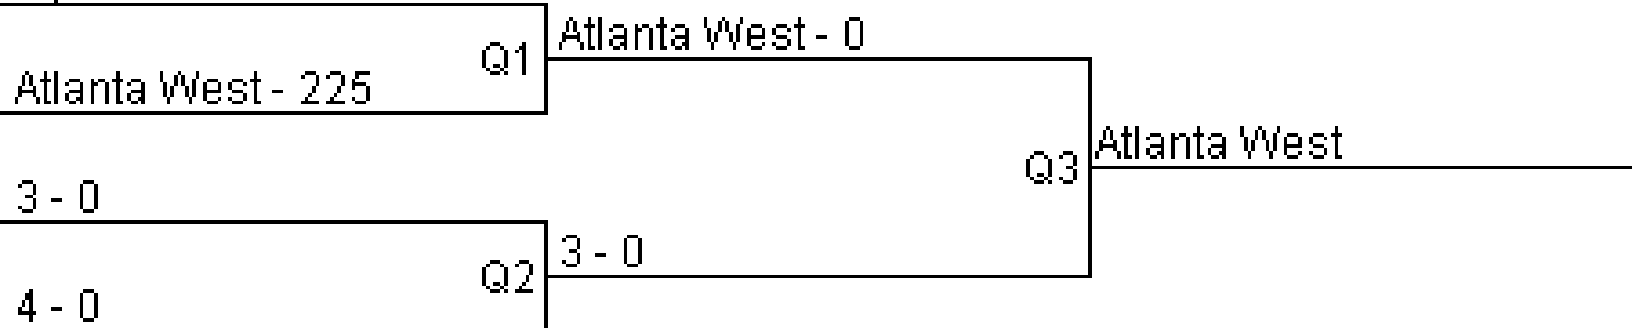 Q1
Atlanta West - 0
Atlanta West - 225
Q3
Atlanta West
3 - 0
Q2
3 - 0
4 - 0